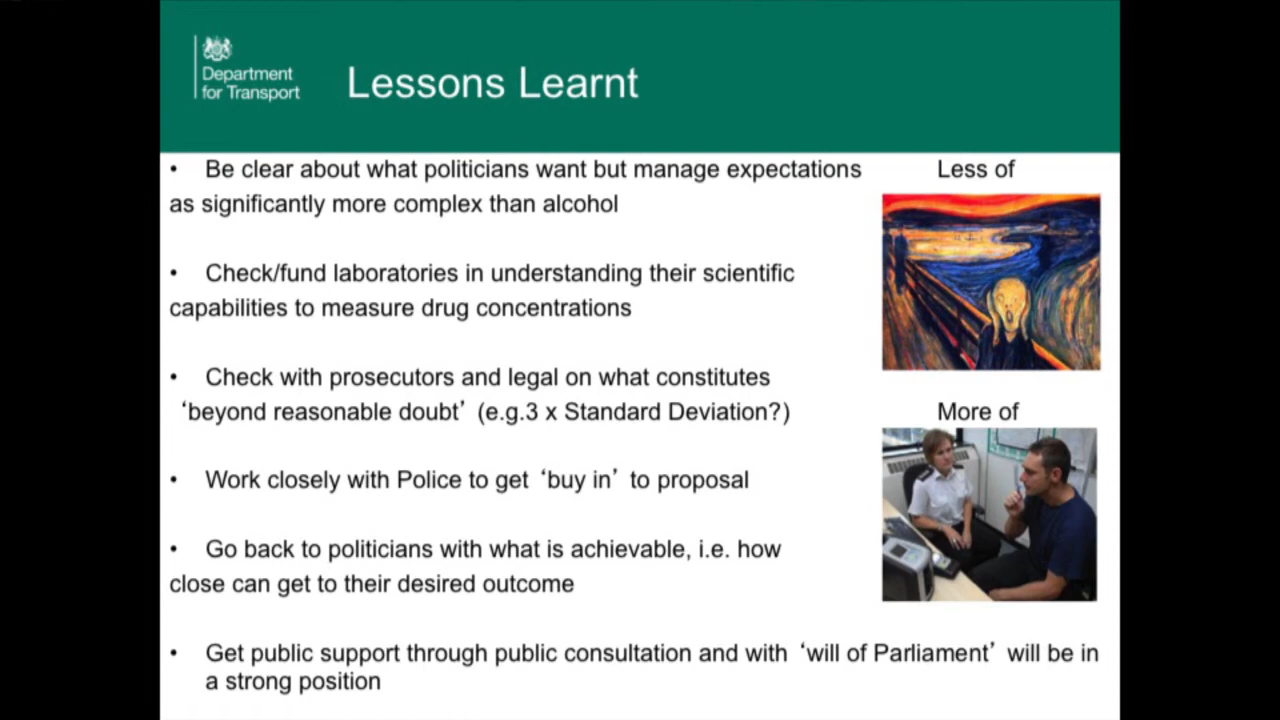 Department
for Transport
Lessons Learnt
• Be clear about what politicians want but manage expectations
as significantly more complex than alcohol
• Check/fund laboratories in understanding their scientific
capabilities to measure drug concentrations
• Check with prosecutors and legal on what constitutes
‘beyond reasonable doubt’ (e.g.3 x Standard Deviation?)
• Work closely with Police to get ‘buy in’ to proposal
• Go back to politicians with what is achievable, i.e. how
close can get to their desired outcome
• Get public support through public consultation and with ‘will of Parliament’ will be in
a strong position
Less of
More of